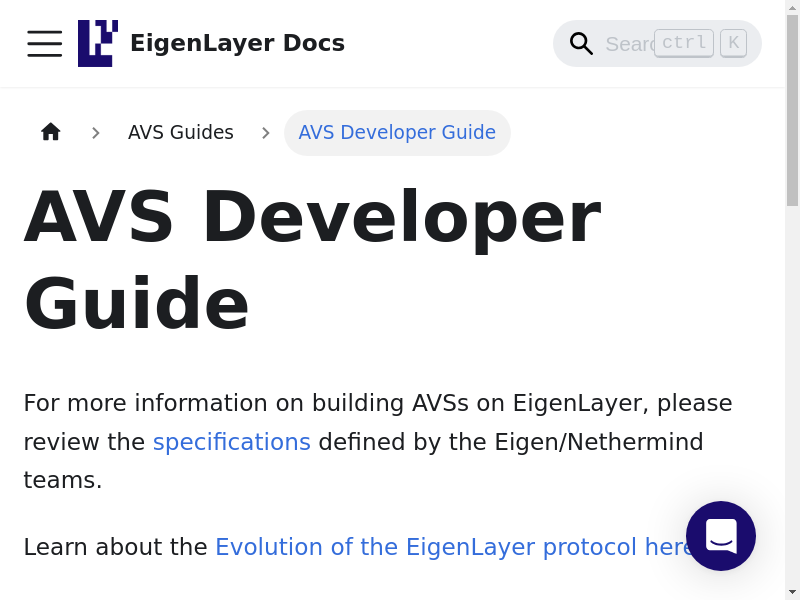 EigenLayer Docs
ctrl K
AVS Guides
AVS Developer Guide
AVS Developer
Guide
For more information on building AVSs on EigenLayer, please
review the specifications defined by the Eigen/Nethermind
teams.
Learn about the Evolution of the EigenLayer protocol here